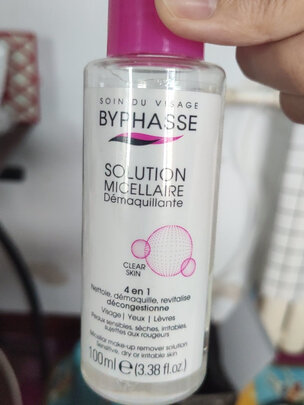 SOIN DU VISAGE
BYPHASSE
SOLUTION
MICELLAIRE
Démaquillante
CLEAR
SKIN
4 en 1
Nettoie, démaquille, revitalise
décongestionne
Visage | Yeux | Lèvres
Peaux sensibles, sèches, irritables,
sujettes aux rougeurs
Micellar make-up remover solution
Sensitive, dry or irritable skin
100ml e (3.38 fl.oz.)